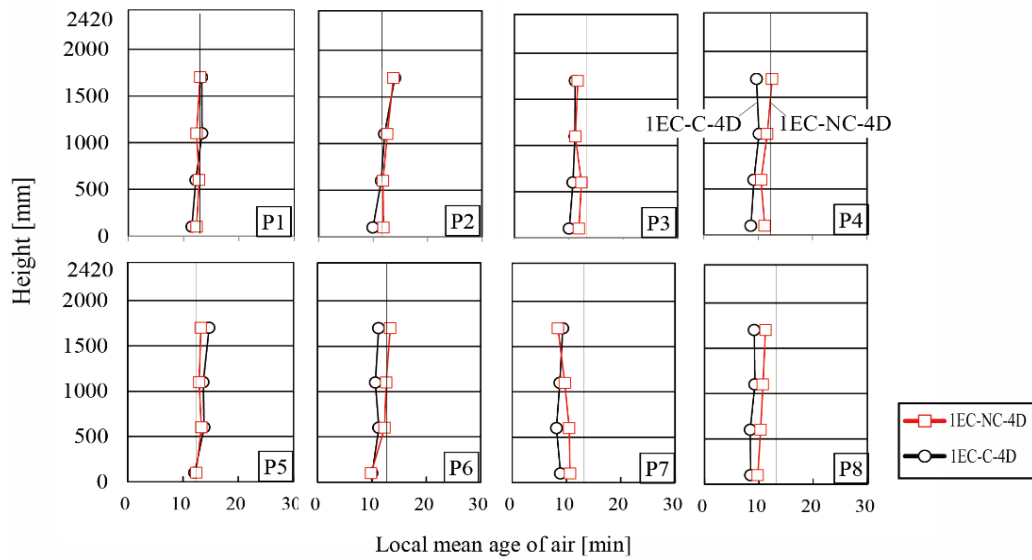 2420
2000
1500
1000
500
0
P1
P2
P3
1EC-C-4D 1EC-NC-4D
P4
Height [mm]
2420
2000
1500
1000
500
0
P5
P6
P7
P8
0 10 20 30 0 10 20 30 0 10 20 30 0 10 20 30
Local mean age of air [min]
1EC-NC-4D
1EC-C-4D